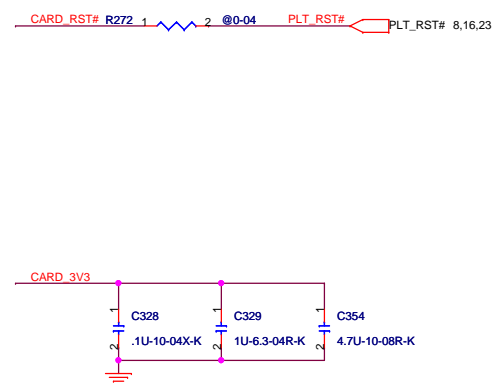 CARD_RST# R272 1 2 @0-04 PLT_RST# PLT_RST# 8,16,23
CARD_3V3
1 1 1
C328 C329 C354
.1U-10-04X-K 1U-6.3-04R-K 4.7U-10-08R-K
2 2 2